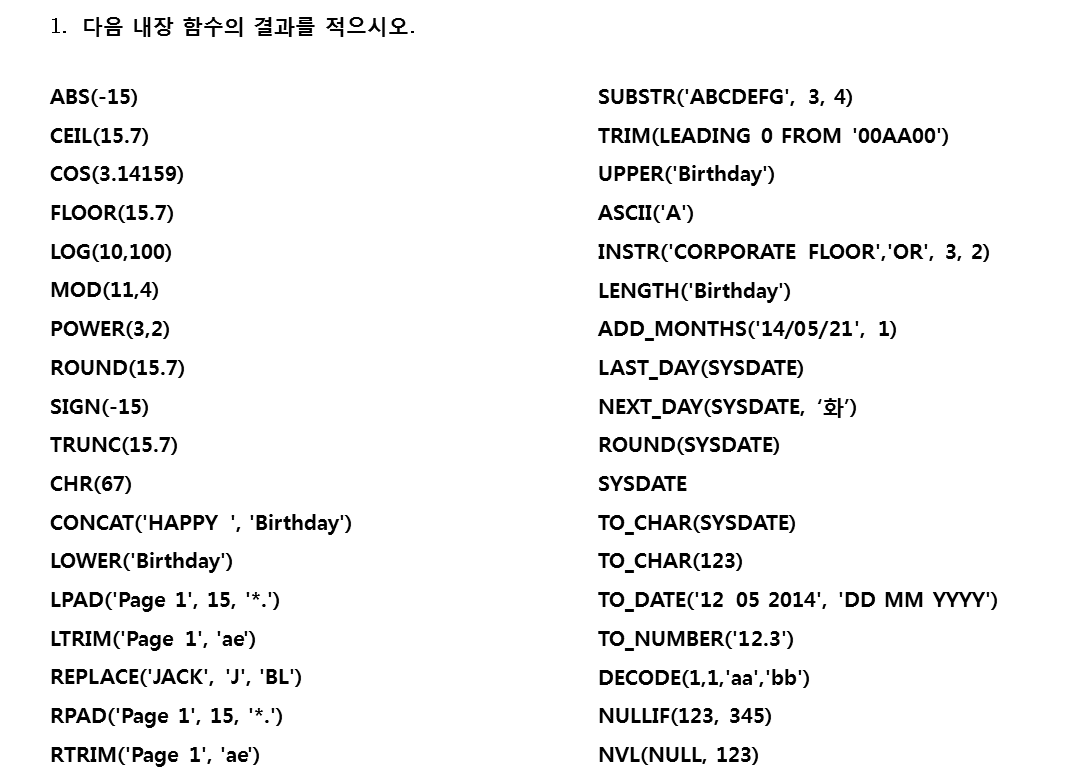 1. 다음 내장 함수의 결과를 적으시오.
ABS(-15)
CEIL(15.7)
COS(3.14159)
FLOOR(15.7)
LOG(10,100)
MOD(11,4)
POWER(3,2)
ROUND(15.7)
SIGN(-15)
TRUNC(15.7)
CHR(67)
CONCAT('HAPPY ', 'Birthday')
LOWER('Birthday')
LPAD('Page 1', 15, '*.')
LTRIM('Page 1', 'ae')
REPLACE('JACK', 'J', 'BL')
RPAD('Page 1', 15, '*.')
RTRIM('Page 1', 'ae')
SUBSTR('ABCDEFG', 3, 4)
TRIM(LEADING 0 FROM '00AA00')
UPPER('Birthday')
ASCII('A')
INSTR('CORPORATE FLOOR','OR', 3, 2)
LENGTH('Birthday')
ADD_MONTHS('14/05/21', 1)
LAST_DAY(SYSDATE)
NEXT_DAY(SYSDATE, ‘화’)
ROUND(SYSDATE)
SYSDATE
TO_CHAR(SYSDATE)
TO_CHAR(123)
TO_DATE('12 05 2014', 'DD MM YYYY')
TO_NUMBER('12.3')
DECODE(1,1,'aa','bb')
NULLIF(123, 345)
NVL(NULL, 123)